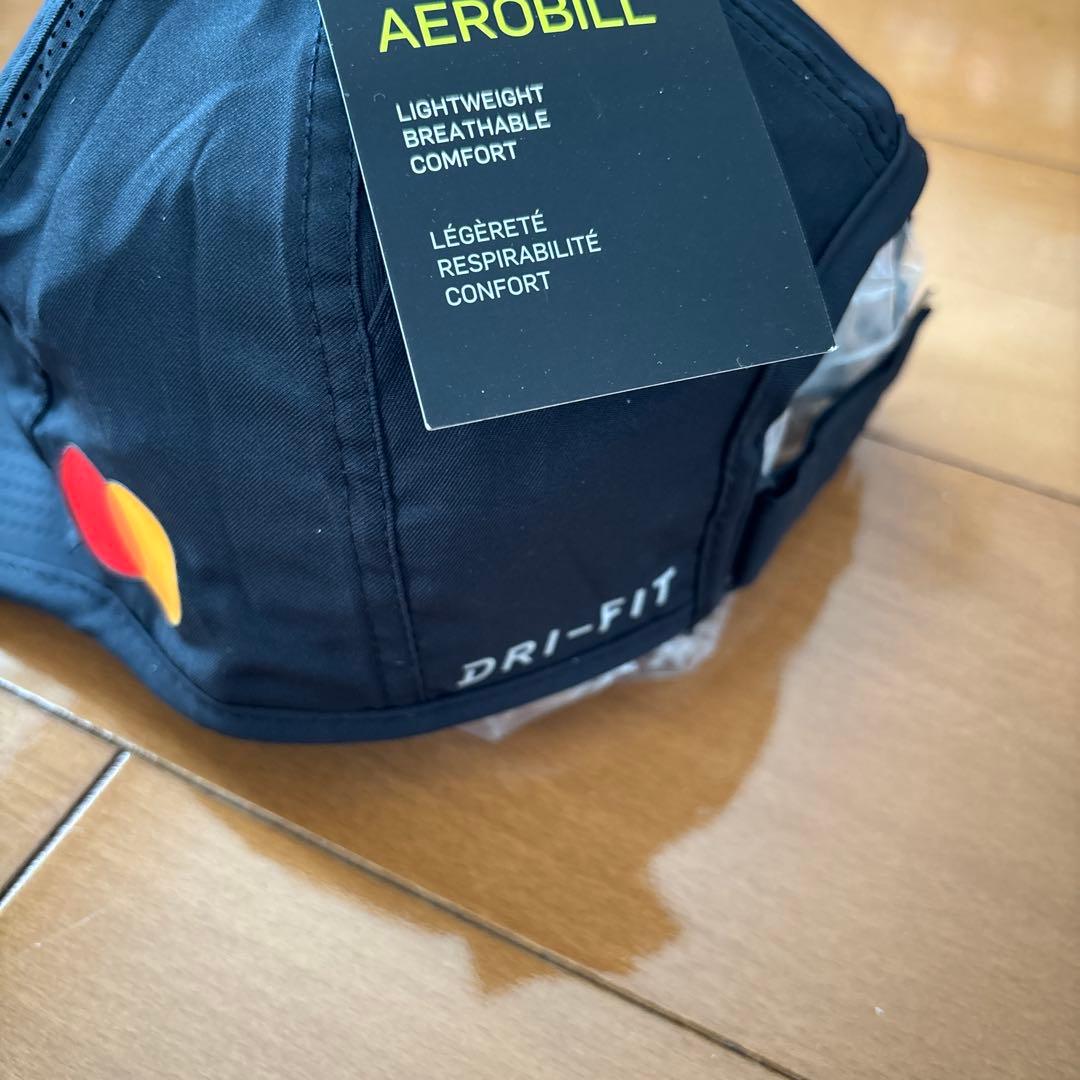 AEROBILL
LIGHTWEIGHT
BREATHABLE
COMFORT
LÉGÈRETÉ
RESPIRABILITÉ
CONFORT
DRI-FIT